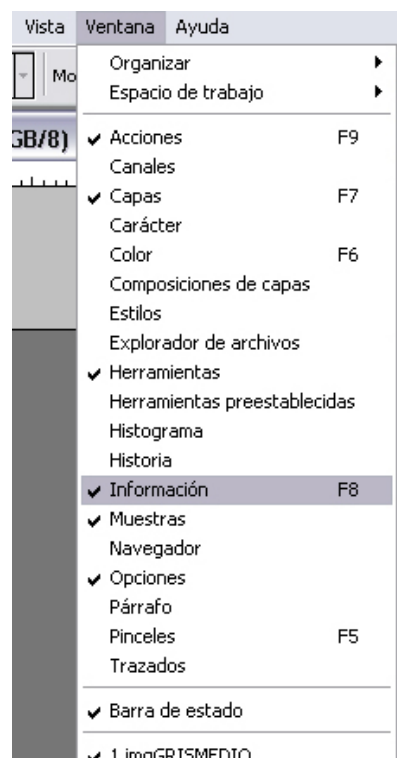 Vista Ventana Ayuda
Mo
Organizar
Espacio de trabajo
GB/8)
Acciones F9
Canales
Capas F7
Carácter
Color F6
Composiciones de capas
Estilos
Explorador de archivos
Herramientas
Herramientas preestablecidas
Histograma
Historia
Información F8
Muestras
Navegador
Opciones
Párrafo
Pinceles F5
Trazados
Barra de estado
1 imgGRISMEDIO